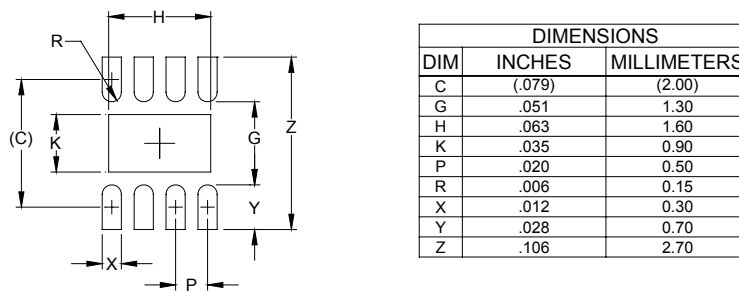 H
R
(C)
K
G
Z
Y
X
P
DIMENSIONS
DIM INCHES MILLIMETERS
C (.079) (2.00)
G .051 1.30
H .063 1.60
K .035 0.90
P .020 0.50
R .006 0.15
X .012 0.30
Y .028 0.70
Z .106 2.70